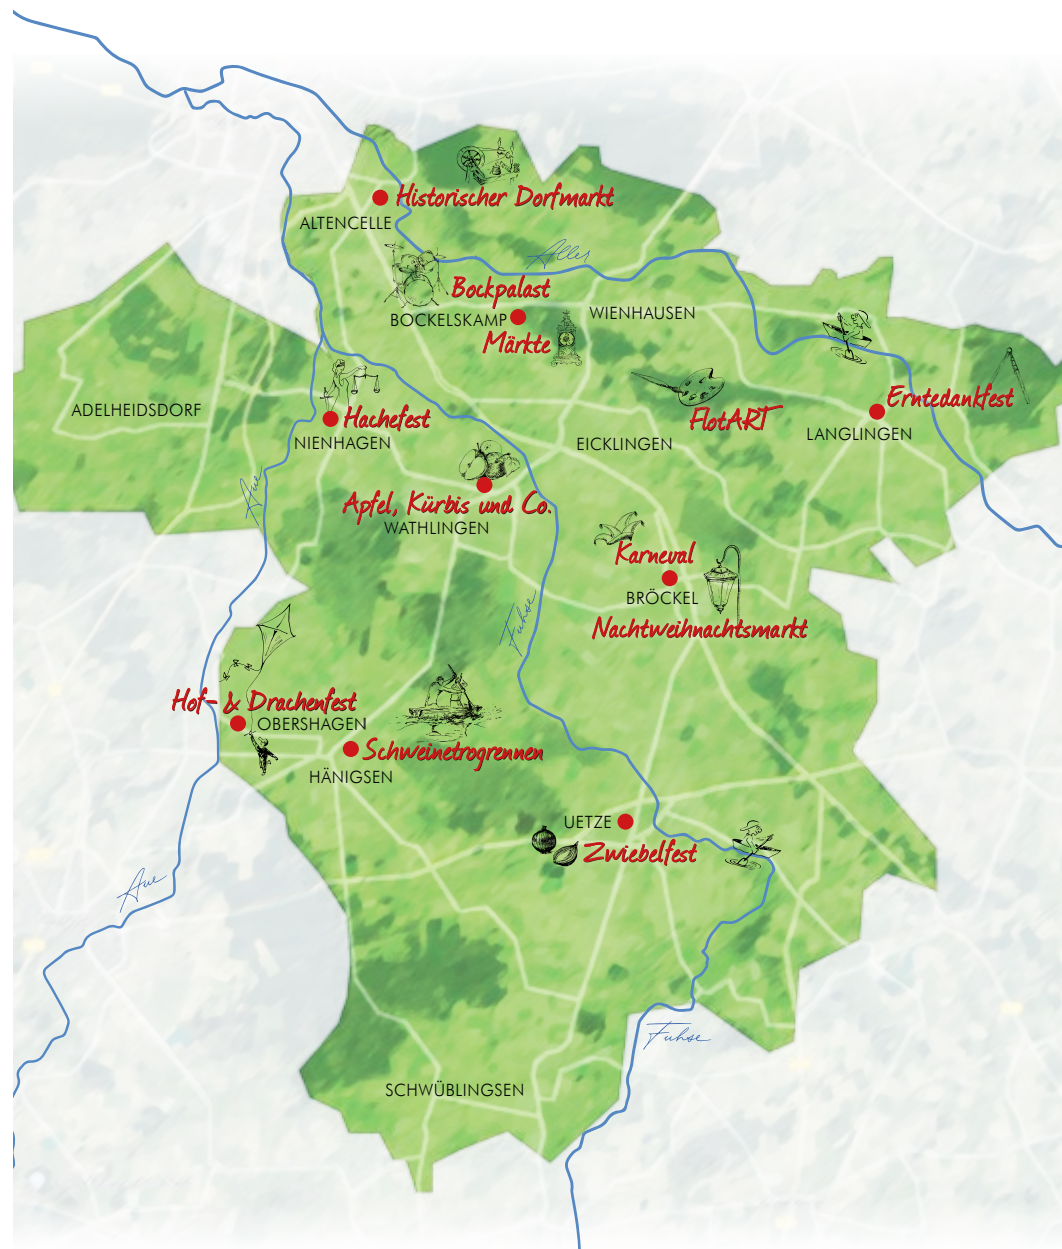 Historischer Dorfmarkt
ALTENCELLE
Aller
Bockpalast
BOCKELSKAMP
WIENHAUSEN
Märkte
Erntedankfest
ADELHEIDSDORF
Hachefest
FlotART
LANGLINGEN
NIENHAGEN
EICKLINGEN
Aue
Apfel, Kürbis und Co.
WATHLINGEN
Karneval
BRÖCKEL
Fuhse
Nachtweihnachtsmarkt
Hof- & Drachenfest
OBERSHAGEN
Schweinetrogrennen
HÄNIGSEN
UETZE
Zwiebelfest
Aue
Fuhse
SCHWÜBLINGSEN